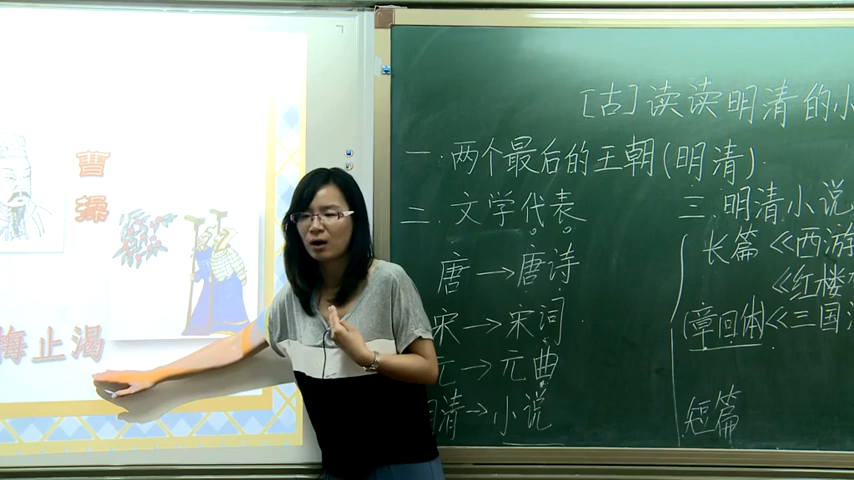 曹操
梅止渴
[古]读读明清的小
一.两个最后的王朝(明清).
二.文学代表
唐→唐诗
宋→宋词
元→元曲
明清→小说
三.明清小说
长篇《西游
《红楼
(章回体)《三国
短篇